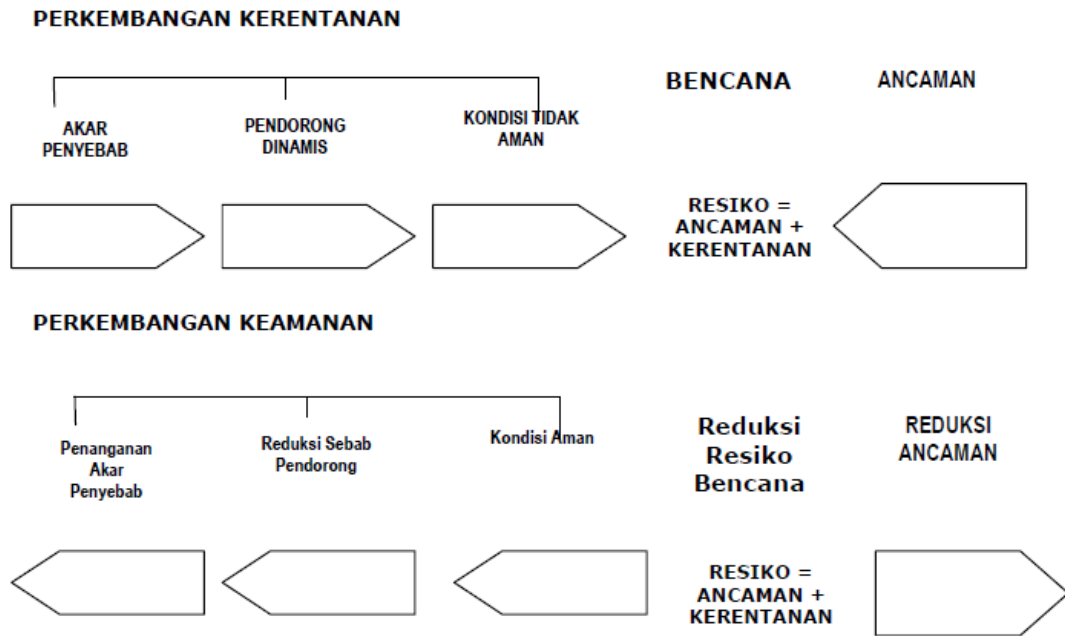 PERKEMBANGAN KERENTANAN
BENCANA
ANCAMAN
AKAR
PENYEBAB
PENDORONG
DINAMIS
KONDISI TIDAK
AMAN
RESIKO =
ANCAMAN +
KERENTANAN
PERKEMBANGAN KEAMANAN
Penanganan
Akar
Penyebab
Reduksi Sebab
Pendorong
Kondisi Aman
Reduksi
Resiko
Bencana
REDUKSI
ANCAMAN
RESIKO =
ANCAMAN +
KERENTANAN